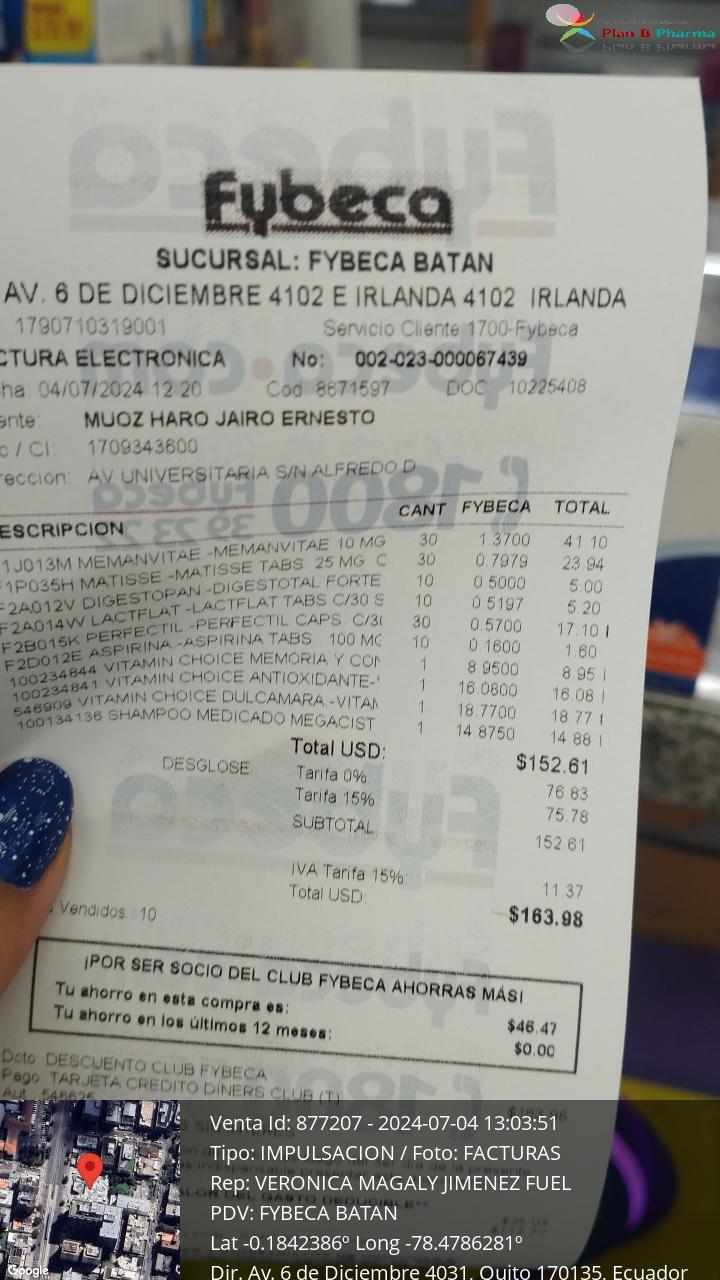 Plan B Pharma
Fybeca
SUCURSAL: FYBECA BATAN
AV. 6 DE DICIEMBRE 4102 E IRLANDA 4102 IRLANDA
: 1790710319001 Servicio Cliente 1700-Fybeca
CTURA ELECTRONICA No: 002-023-000067439
ha: 04/07/2024 12.20 Cod 8671597 DOC: 10225408
ente: MUOZ HARO JAIRO ERNESTO
c / CI: 1709343600
reccion: AV UNIVERSITARIA S/N ALFREDO D
ESCRIPCION CANT FYBECA TOTAL
1J013M MEMANVITAE -MEMANVITAE 10 MG 30 1.3700 41.10
F1P035H MATISSE -MATISSE TABS. 25 MG C 30 0.7979 23.94
F2A012V DIGESTOPAN -DIGESTOTAL FORTE 10 0.5000 5.00
F2A014W LACTFLAT -LACTFLAT TABS C/30 S 10 0.5197 5.20
F2B015K PERFECTIL -PERFECTIL CAPS. C/3( 30 0.5700 17.10 I
F2D012E ASPIRINA -ASPIRINA TABS. 100 MG 10 0.1600 1.60
100234844 VITAMIN CHOICE MEMORIA Y CON 1 8.9500 8.95 I
100234841 VITAMIN CHOICE ANTIOXIDANTE- 1 16.0800 16.08 I
546909 VITAMIN CHOICE DULCAMARA.-VITAM 1 18.7700 18.77 I
100134136 SHAMPOO MEDICADO MEGACIST 1 14.8750 14.88 I
Total USD: $152.61
DESGLOSE Tarifa 0% 76.83
Tarifa 15% 75.78
SUBTOTAL 152.61
IVA Tarifa 15%: 11.37
Total USD: $163.98
Vendidos : 10
¡POR SER SOCIO DEL CLUB FYBECA AHORRAS MÁS!
Tu ahorro en esta compra es: $46.47
Tu ahorro en los últimos 12 meses: $0.00
Dcto: DESCUENTO CLUB FYBECA
Pago: TARJETA CREDITO DINERS CLUB (T)
Venta Id: 877207 - 2024-07-04 13:03:51
Tipo: IMPULSACION / Foto: FACTURAS
Rep: VERONICA MAGALY JIMENEZ FUEL
PDV: FYBECA BATAN
Lat -0.1842386º Long -78.4786281º
Dir. Av. 6 de Diciembre 4031, Quito 170135, Ecuador
Google